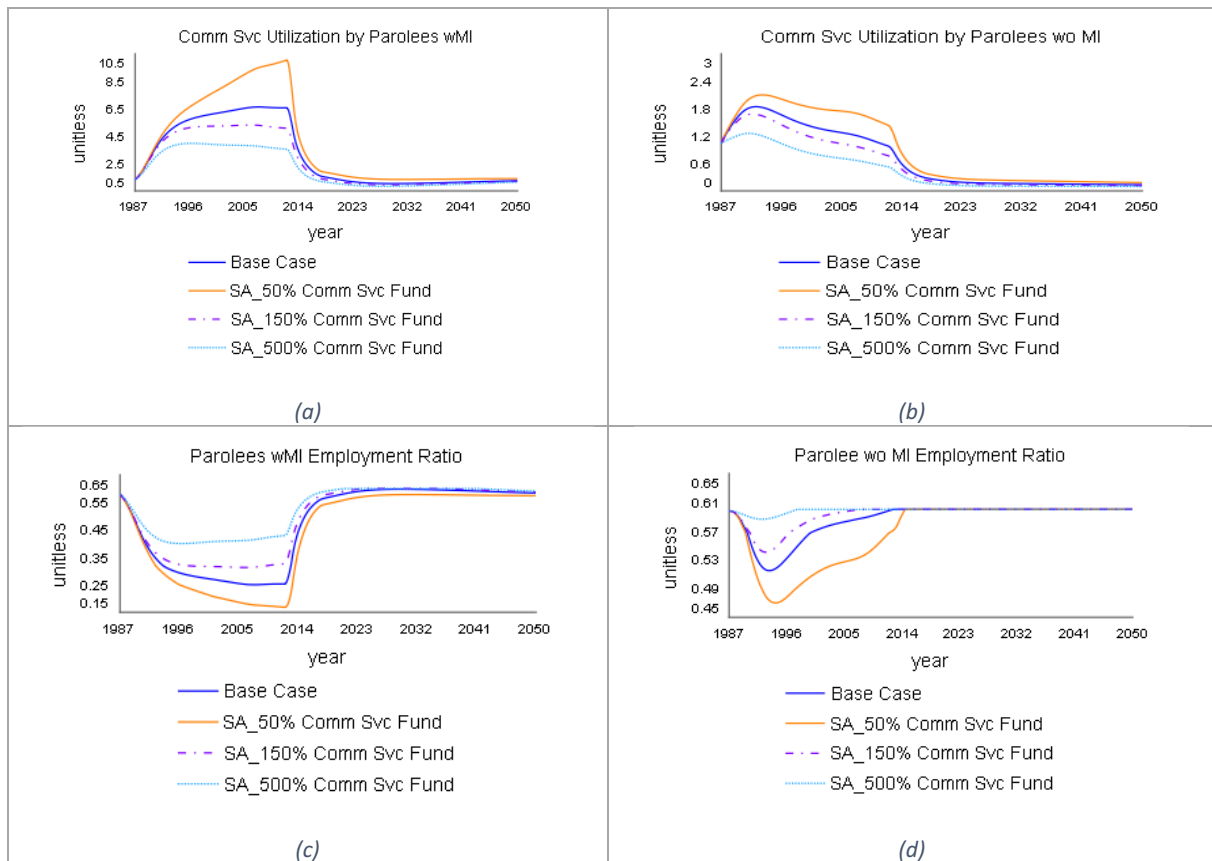 Comm Svc Utilization by Parolees wMI
10.5
8.5
6.5
4.5
2.5
0.5
unitless
1987 1996 2005 2014 2023 2032 2041 2050
year
Base Case
SA_50% Comm Svc Fund
SA_150% Comm Svc Fund
SA_500% Comm Svc Fund
(a)
Comm Svc Utilization by Parolees wo MI
3
2.4
1.8
1.2
0.6
0
unitless
1987 1996 2005 2014 2023 2032 2041 2050
year
Base Case
SA_50% Comm Svc Fund
SA_150% Comm Svc Fund
SA_500% Comm Svc Fund
(b)
Parolees wMI Employment Ratio
0.65
0.55
0.45
0.35
0.25
0.15
unitless
1987 1996 2005 2014 2023 2032 2041 2050
year
Base Case
SA_50% Comm Svc Fund
SA_150% Comm Svc Fund
SA_500% Comm Svc Fund
(c)
Parolee wo MI Employment Ratio
0.65
0.61
0.57
0.53
0.49
0.45
unitless
1987 1996 2005 2014 2023 2032 2041 2050
year
Base Case
SA_50% Comm Svc Fund
SA_150% Comm Svc Fund
SA_500% Comm Svc Fund
(d)